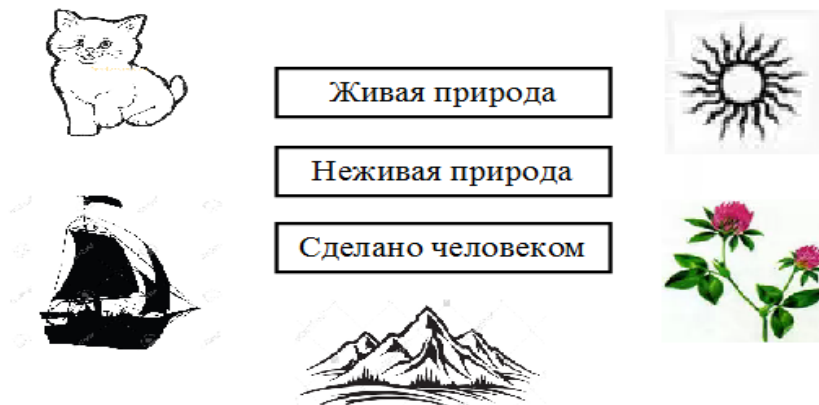 Живая природа
Неживая природа
Сделано человеком